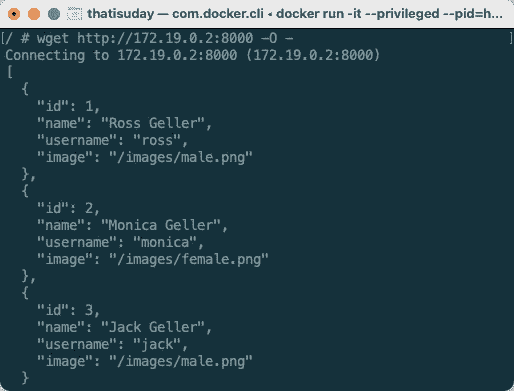 thatisuday — com.docker.cli ◂ docker run -it --privileged --pid=h...
[/ # wget http://172.19.0.2:8000 -O - ]
Connecting to 172.19.0.2:8000 (172.19.0.2:8000)
[
  {
    "id": 1,
    "name": "Ross Geller",
    "username": "ross",
    "image": "/images/male.png"
  },
  {
    "id": 2,
    "name": "Monica Geller",
    "username": "monica",
    "image": "/images/female.png"
  },
  {
    "id": 3,
    "name": "Jack Geller",
    "username": "jack",
    "image": "/images/male.png"
  }